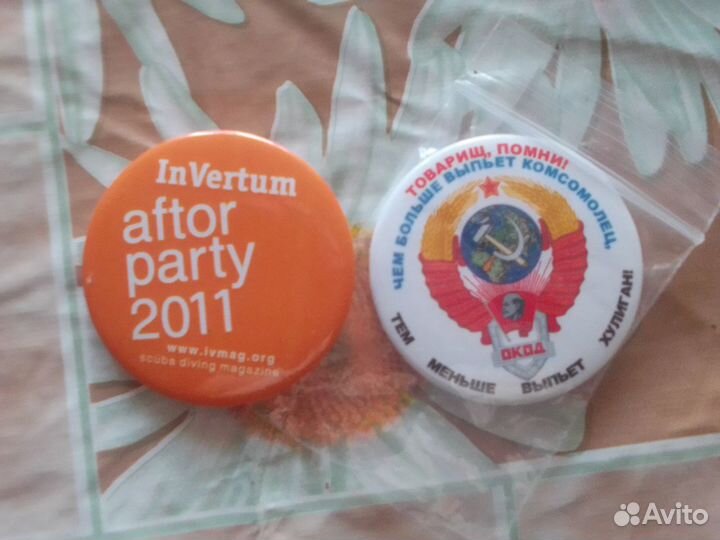 InVertum
aftor
party
2011
www.ivmag.org
scuba diving magazine
ТОВАРИЩ, ПОМНИ!
ЧЕМ БОЛЬШЕ ВЫПЬЕТ КОМСОМОЛЕЦ,
ОКОД
ТЕМ МЕНЬШЕ ВЫПЬЕТ ХУЛИГАН!
Avito